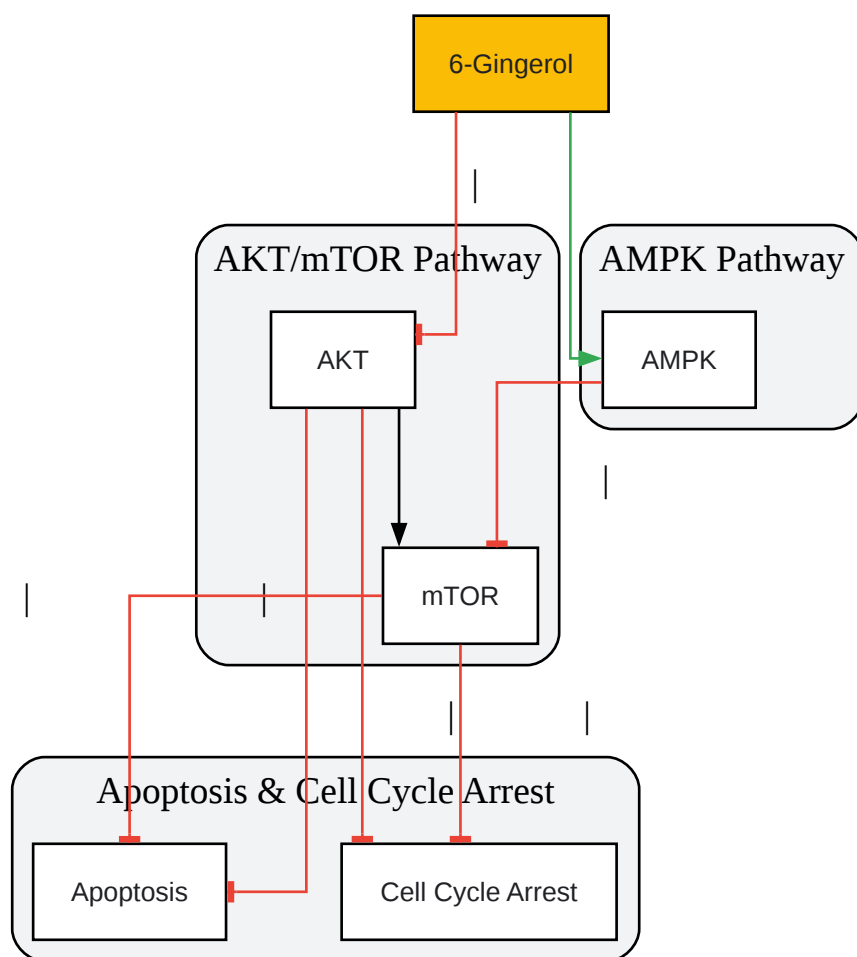 6-Gingerol
|
AKT/mTOR Pathway
AMPK Pathway
AKT
AMPK
|
mTOR
|
|
|
|
Apoptosis & Cell Cycle Arrest
Apoptosis
Cell Cycle Arrest